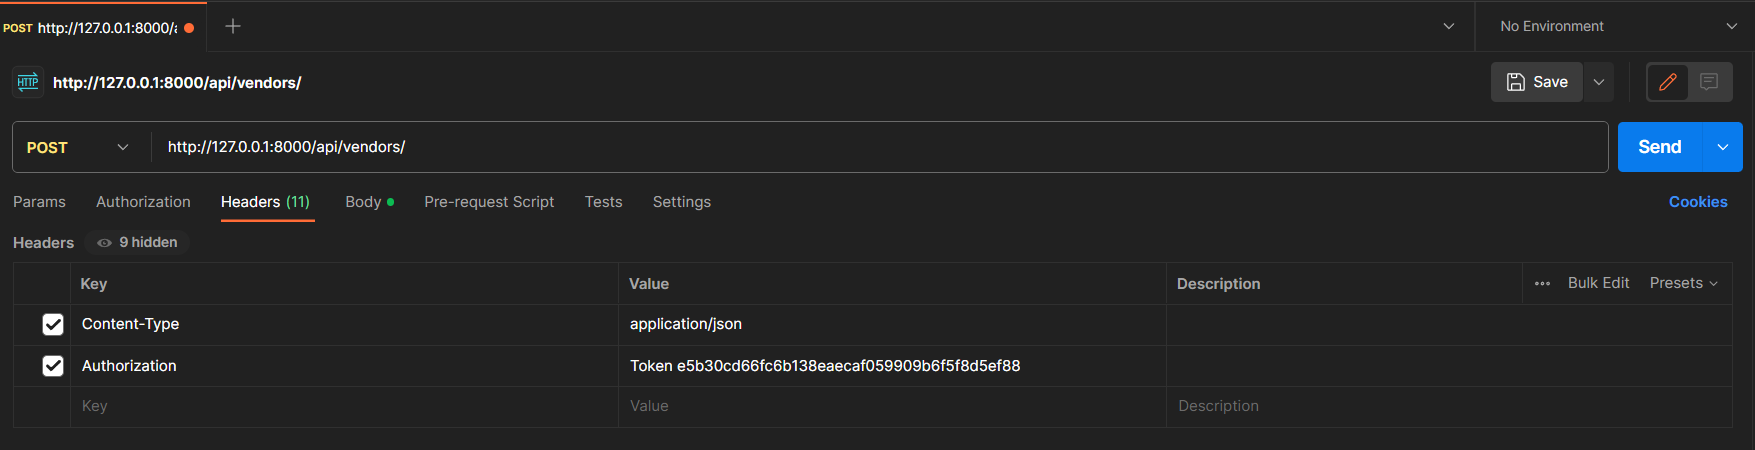 POST http://127.0.0.1:8000/a
No Environment
HTTP http://127.0.0.1:8000/api/vendors/
Save
POST http://127.0.0.1:8000/api/vendors/
Send
Params Authorization Headers (11) Body Pre-request Script Tests Settings Cookies
Headers 9 hidden
Key Value Description ••• Bulk Edit Presets
Content-Type application/json
Authorization Token e5b30cd66fc6b138eaecaf059909b6f5f8d5ef88
Key Value Description